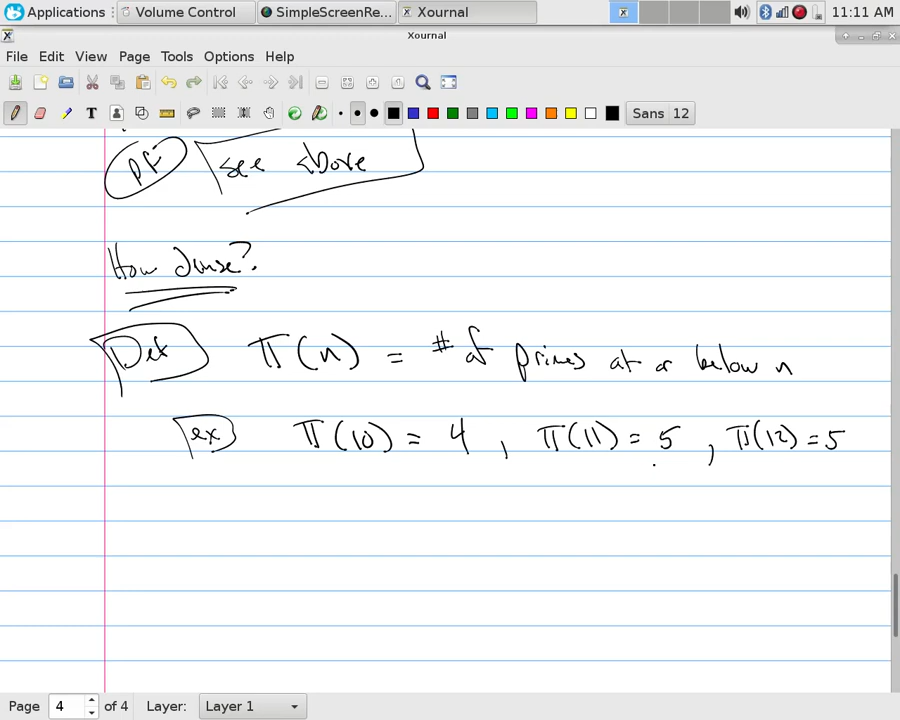 Applications Volume Control SimpleScreenRe... Xournal 11:11 AM
Xournal
File Edit View Page Tools Options Help
Sans 12
Pf see above
How dense?
Def π(n) = # of primes at or below n
ex π(10) = 4 , π(11) = 5 , π(12) = 5
Page 4 of 4 Layer: Layer 1